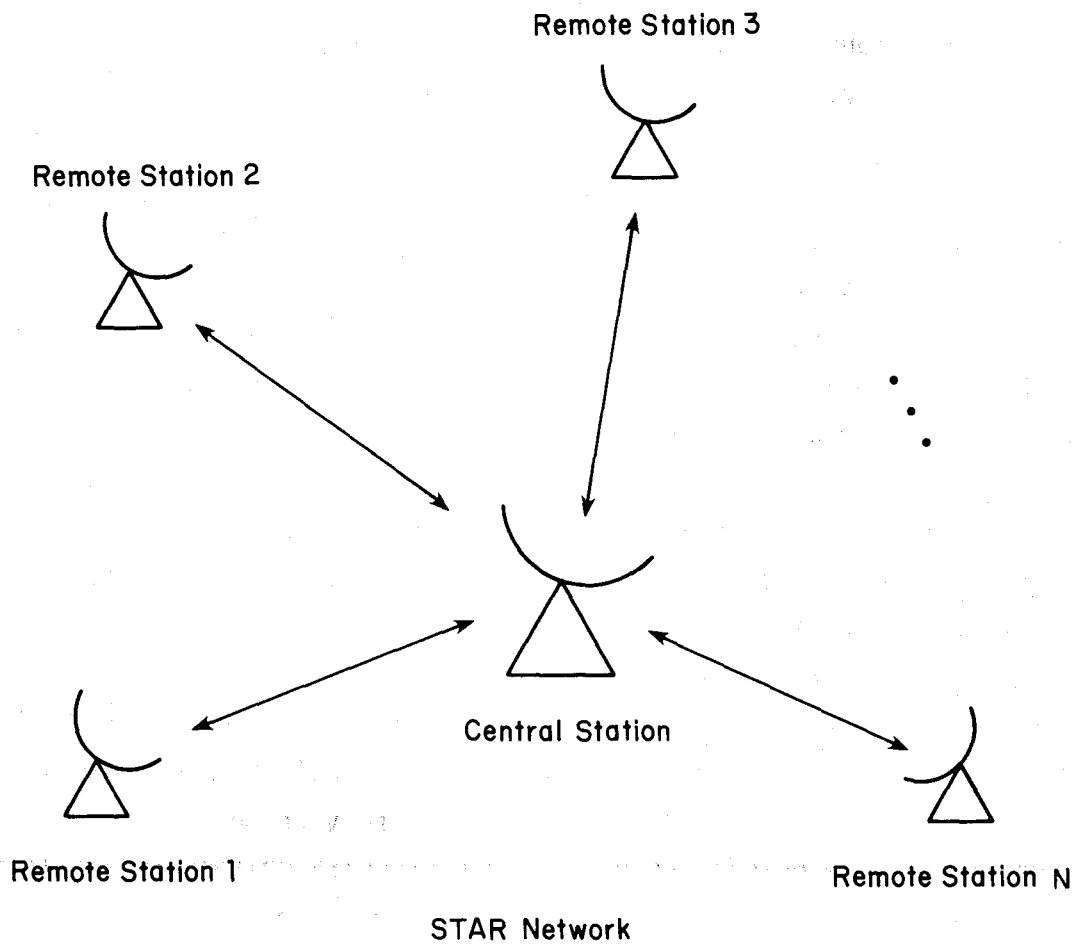 Remote Station 3
Remote Station 2
Central Station
Remote Station 1
Remote Station N
STAR Network